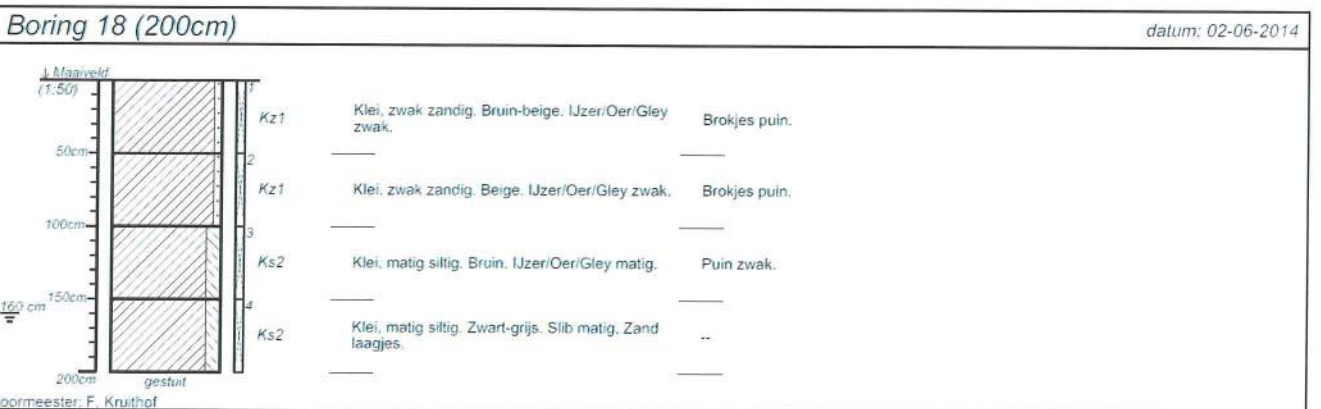 Boring 18 (200cm)
datum: 02-06-2014
Maaiveld
(1:50)
1
Kz1
Klei, zwak zandig. Bruin-beige. IJzer/Oer/Gley
zwak.
Brokjes puin.
50cm
2
Kz1
Klei, zwak zandig. Beige. IJzer/Oer/Gley zwak.
Brokjes puin.
100cm
3
Ks2
Klei, matig siltig. Bruin. IJzer/Oer/Gley matig.
Puin zwak.
150cm
160 cm
4
Ks2
Klei, matig siltig. Zwart-grijs. Slib matig. Zand
laagjes.
--
200cm
gestuit
oormeester: F. Kruithof